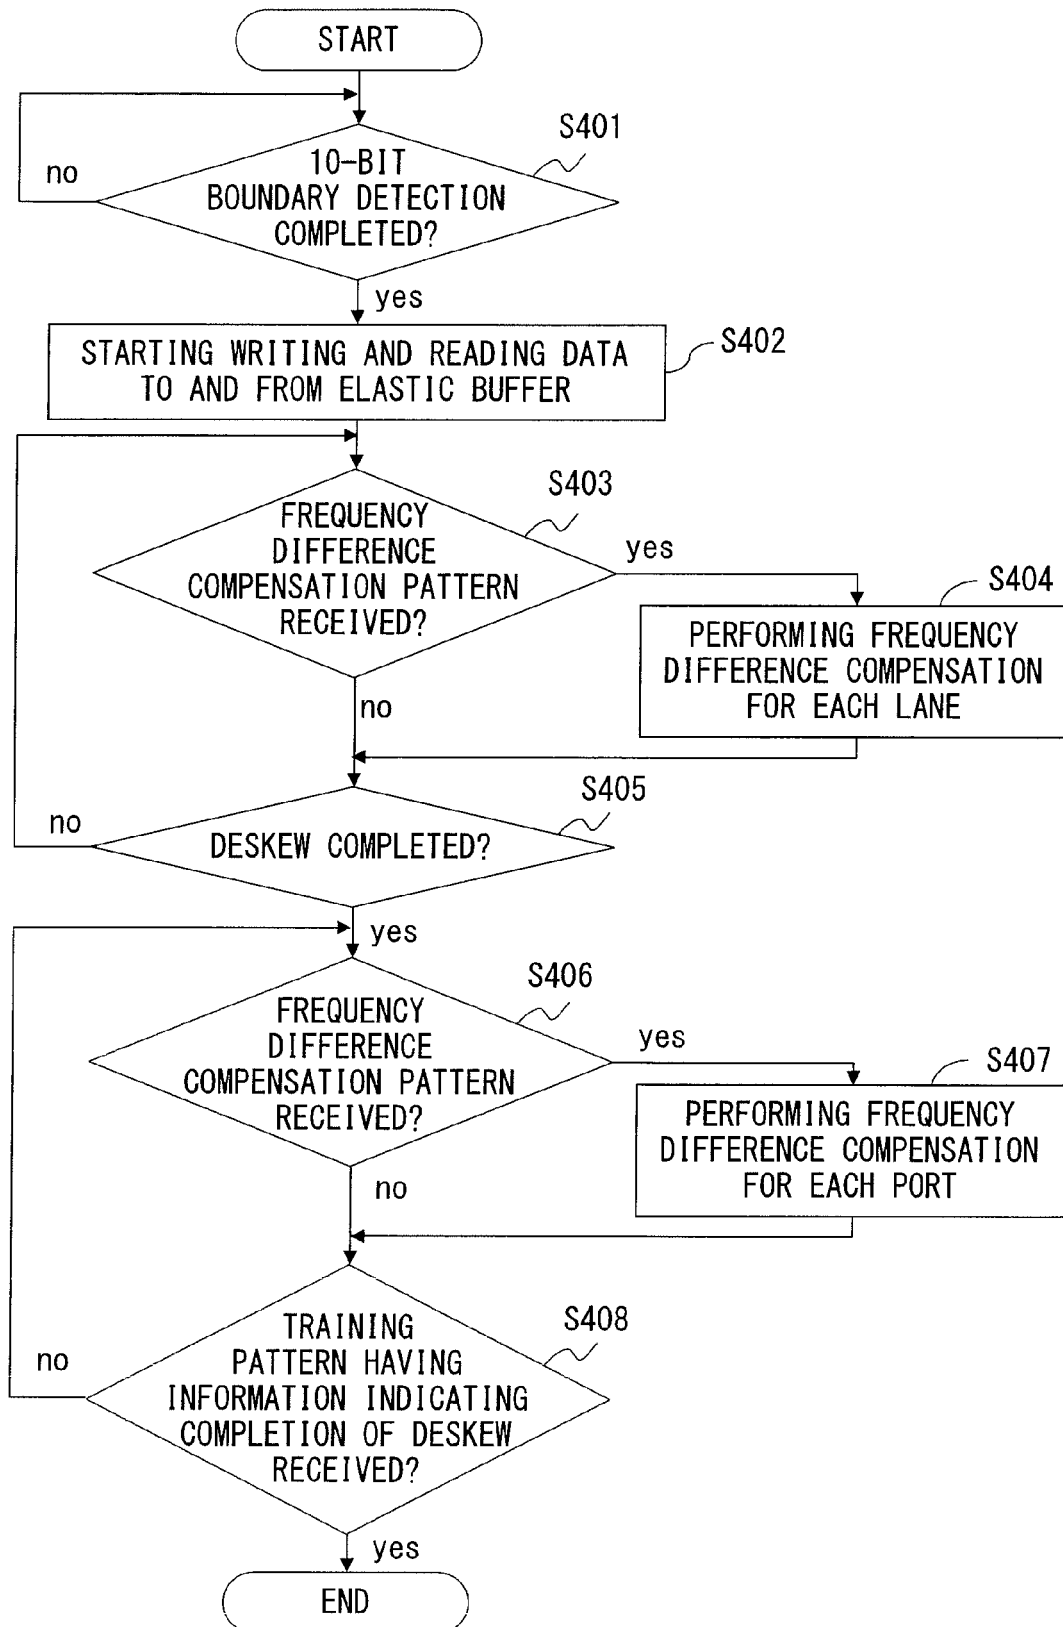 START
S401
no
10-BIT
BOUNDARY DETECTION
COMPLETED?
yes
S402
STARTING WRITING AND READING DATA
TO AND FROM ELASTIC BUFFER
S403
FREQUENCY
DIFFERENCE
COMPENSATION PATTERN
RECEIVED?
yes
S404
PERFORMING FREQUENCY
DIFFERENCE COMPENSATION
FOR EACH LANE
no
S405
no
DESKEW COMPLETED?
yes
S406
FREQUENCY
DIFFERENCE
COMPENSATION PATTERN
RECEIVED?
yes
S407
PERFORMING FREQUENCY
DIFFERENCE COMPENSATION
FOR EACH PORT
no
S408
no
TRAINING
PATTERN HAVING
INFORMATION INDICATING
COMPLETION OF DESKEW
RECEIVED?
yes
END